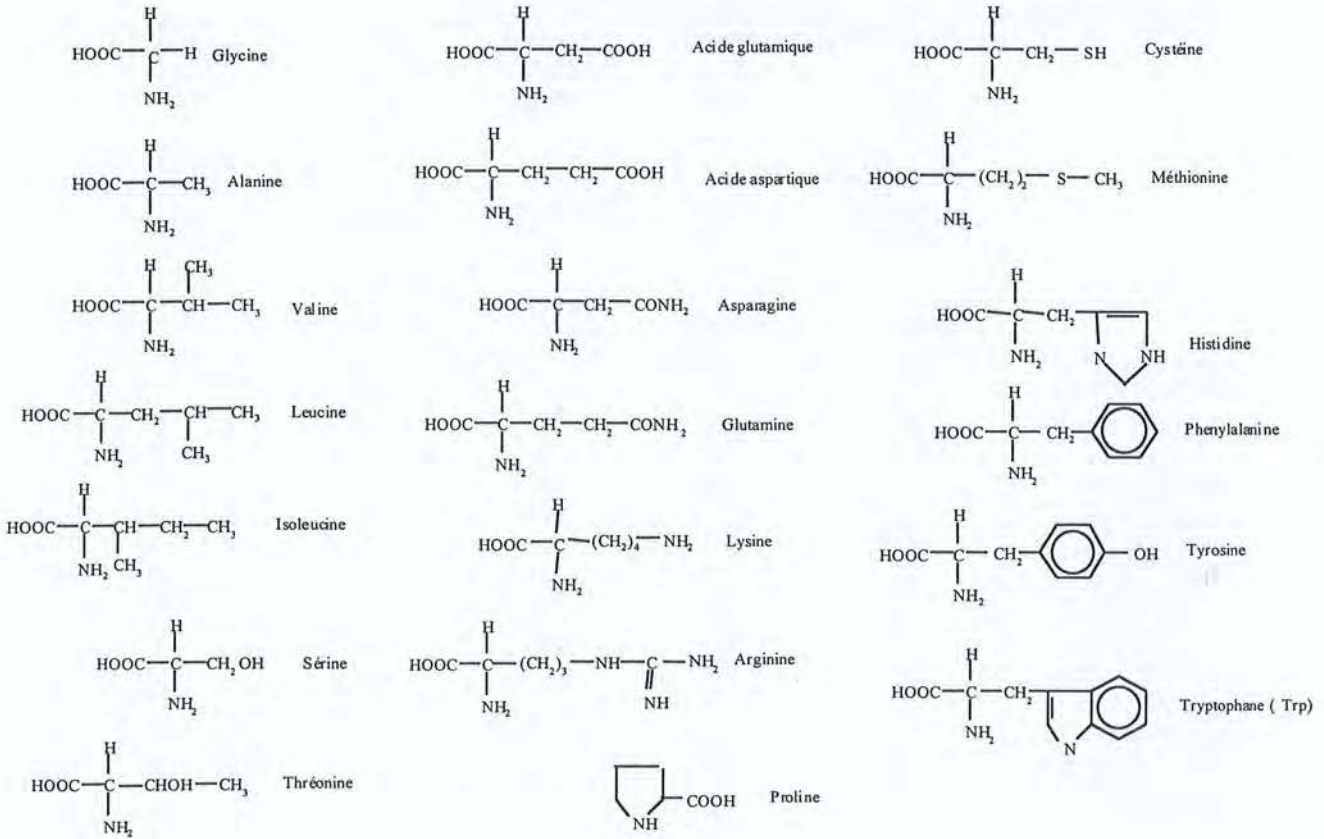 H
HOOC—C—H Glycine
NH₂
H
HOOC—C—CH₂—COOH Acide glutamique
NH₂
H
HOOC—C—CH₂—SH Cystéine
NH₂
H
HOOC—C—CH₃ Alanine
NH₂
H
HOOC—C—CH₂—CH₂—COOH Acide aspartique
NH₂
H
HOOC—C—(CH₂)₂—S—CH₃ Méthionine
NH₂
H CH₃
HOOC—C—CH—CH₃ Valine
NH₂
H
HOOC—C—CH₂—CONH₂ Asparagine
NH₂
H
HOOC—C—CH₂
NH₂ N NH Histidine
H
HOOC—C—CH₂—CH—CH₃ Leucine
NH₂ CH₃
H
HOOC—C—CH₂—CH₂—CONH₂ Glutamine
NH₂
H
HOOC—C—CH₂ Phenylalanine
NH₂
H
HOOC—C—CH—CH₂—CH₃ Isoleucine
NH₂ CH₃
H
HOOC—C—(CH₂)₄—NH₂ Lysine
NH₂
H
HOOC—C—CH₂—OH Tyrosine
NH₂
H
HOOC—C—CH₂OH Sérine
NH₂
H
HOOC—C—(CH₂)₃—NH—C—NH₂ Arginine
NH₂ NH
H
HOOC—C—CH₂ Tryptophane ( Trp)
NH₂ N
H
HOOC—C—CHOH—CH₃ Thréonine
NH₂
COOH Proline
NH